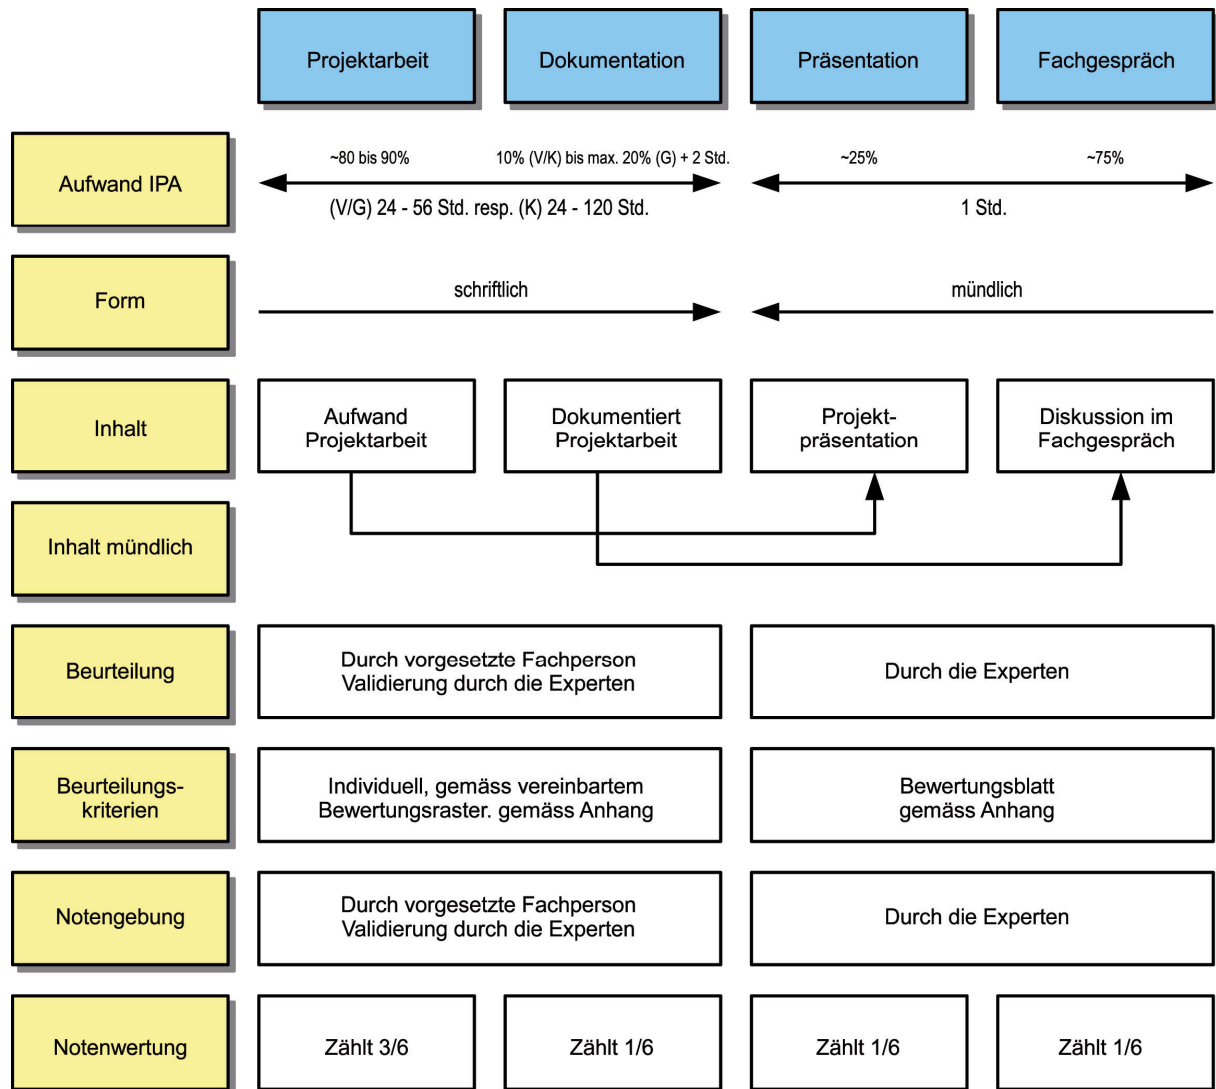 Projektarbeit
Dokumentation
Präsentation
Fachgespräch
Aufwand IPA
~80 bis 90%
10% (V/K) bis max. 20% (G) + 2 Std.
~25%
~75%
(V/G) 24 - 56 Std. resp. (K) 24 - 120 Std.
1 Std.
Form
schriftlich
mündlich
Inhalt
Aufwand
Projektarbeit
Dokumentiert
Projektarbeit
Projekt-
präsentation
Diskussion im
Fachgespräch
Inhalt mündlich
Beurteilung
Durch vorgesetzte Fachperson
Validierung durch die Experten
Durch die Experten
Beurteilungs-
kriterien
Individuell, gemäss vereinbartem
Bewertungsraster. gemäss Anhang
Bewertungsblatt
gemäss Anhang
Notengebung
Durch vorgesetzte Fachperson
Validierung durch die Experten
Durch die Experten
Notenwertung
Zählt 3/6
Zählt 1/6
Zählt 1/6
Zählt 1/6